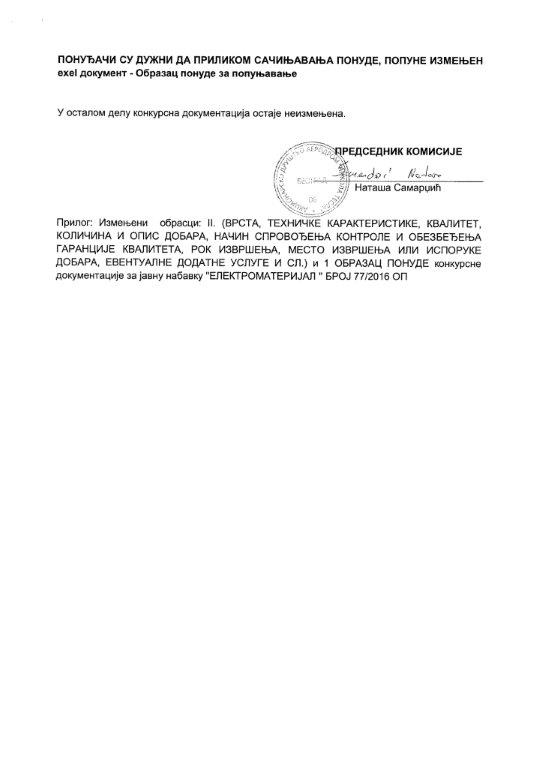 ПОНУЂАЧИ СУ ДУЖНИ ДА ПРИЛИКОМ САЧИЊАВАЊА ПОНУДЕ, ПОПУНЕ ИЗМЕЊЕН
exel документ - Образац понуде за попуњавање
У осталом делу конкурсна документација остаје неизмењена.
ПРЕДСЕДНИК КОМИСИЈЕ
Наташа Самарџић
Прилог: Измењени обрасци: II. (ВРСТА, ТЕХНИЧКЕ КАРАКТЕРИСТИКЕ, КВАЛИТЕТ,
КОЛИЧИНА И ОПИС ДОБАРА, НАЧИН СПРОВОЂЕЊА КОНТРОЛЕ И ОБЕЗБЕЂЕЊА
ГАРАНЦИЈЕ КВАЛИТЕТА, РОК ИЗВРШЕЊА, МЕСТО ИЗВРШЕЊА ИЛИ ИСПОРУКЕ
ДОБАРА, ЕВЕНТУАЛНЕ ДОДАТНЕ УСЛУГЕ И СЛ.) и 1 ОБРАЗАЦ ПОНУДЕ конкурсне
документације за јавну набавку "ЕЛЕКТРОМАТЕРИЈАЛ " БРОЈ 77/2016 ОП